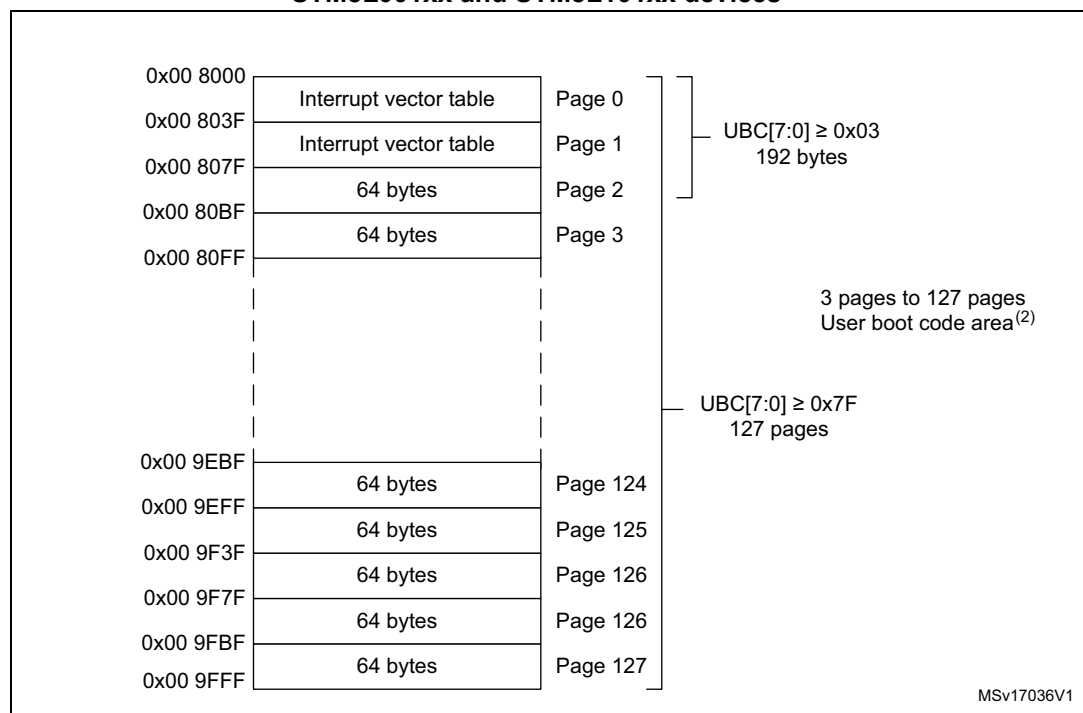 0x00 8000
Interrupt vector table Page 0
0x00 803F
Interrupt vector table Page 1
UBC[7:0] ≥ 0x03
192 bytes
0x00 807F
64 bytes Page 2
0x00 80BF
64 bytes Page 3
0x00 80FF
3 pages to 127 pages
User boot code area(2)
UBC[7:0] ≥ 0x7F
127 pages
0x00 9EBF
64 bytes Page 124
0x00 9EFF
64 bytes Page 125
0x00 9F3F
64 bytes Page 126
0x00 9F7F
64 bytes Page 126
0x00 9FBF
64 bytes Page 127
0x00 9FFF
MSv17036V1